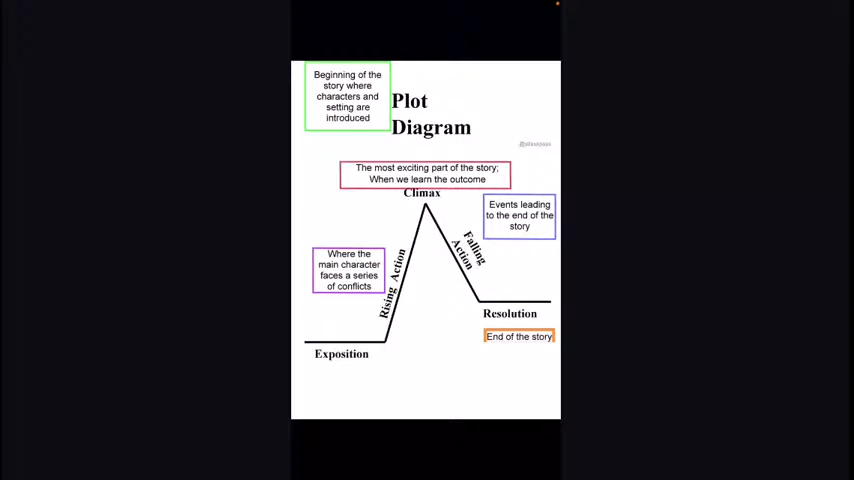 Beginning of the
story where
characters and
setting are
introduced
Plot
Diagram
The most exciting part of the story;
When we learn the outcome
Climax
Events leading
to the end of the
story
Falling
Action
Where the
main character
faces a series
of conflicts
Rising Action
Resolution
End of the story
Exposition